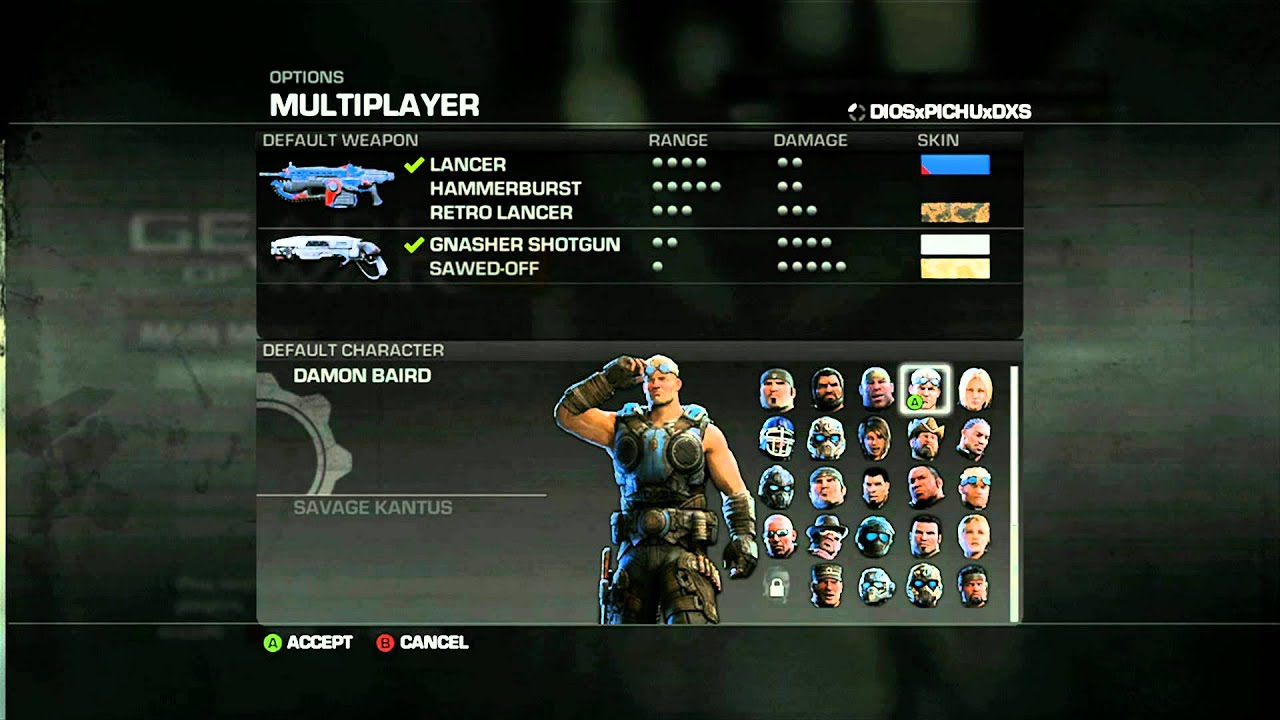 OPTIONS
MULTIPLAYER
DIOSxPICHUxDXS
DEFAULT WEAPON RANGE DAMAGE SKIN
LANCER
HAMMERBURST
RETRO LANCER
GNASHER SHOTGUN
SAWED-OFF
DEFAULT CHARACTER
DAMON BAIRD
A
SAVAGE KANTUS
A ACCEPT B CANCEL